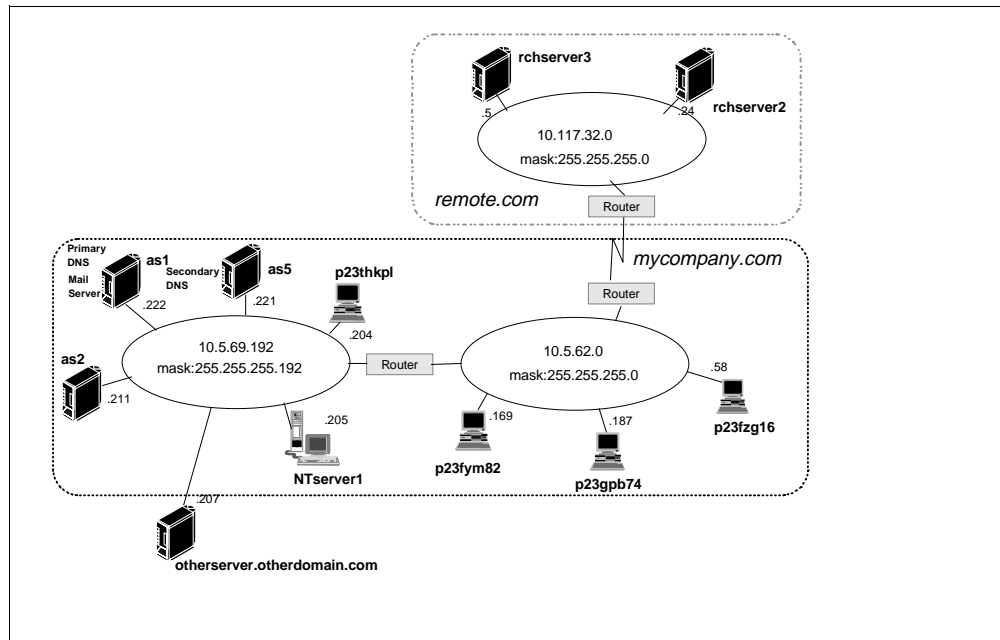 rchserver3
rchserver2
.5
.24
10.117.32.0
mask:255.255.255.0
remote.com
Router
Primary
DNS
Mail
Server
as1
Secondary
DNS
as5
p23thkpl
mycompany.com
Router
.222
.221
.204
10.5.69.192
mask:255.255.255.192
Router
10.5.62.0
mask:255.255.255.0
as2
.211
.58
p23fzg16
.205
NTserver1
.169
p23fym82
.187
p23gpb74
.207
otherserver.otherdomain.com